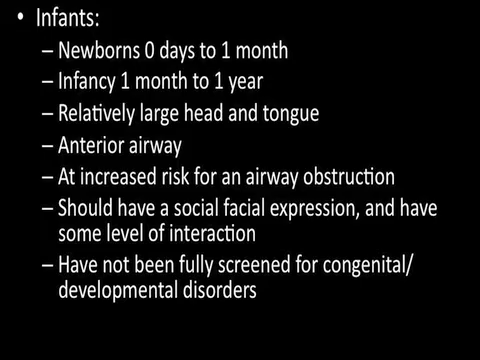 • Infants:
– Newborns 0 days to 1 month
– Infancy 1 month to 1 year
– Relatively large head and tongue
– Anterior airway
– At increased risk for an airway obstruction
– Should have a social facial expression, and have
some level of interaction
– Have not been fully screened for congenital/
developmental disorders